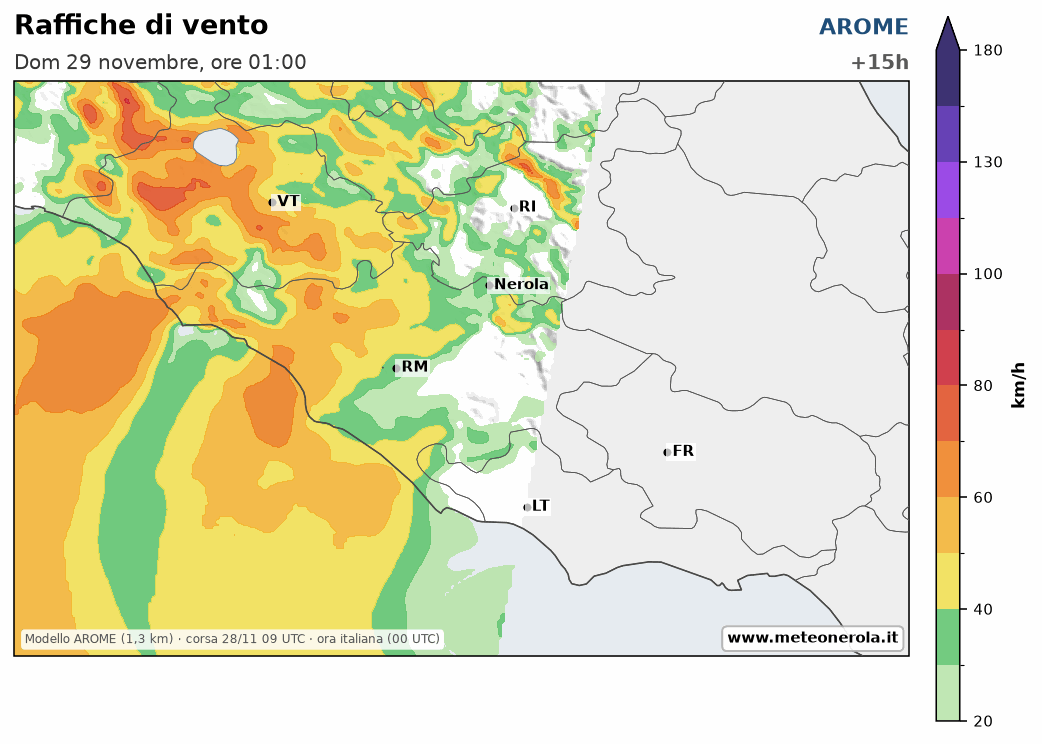 Raffiche di vento
AROME
Dom 29 novembre, ore 01:00
+15h
VT
RI
Nerola
RM
FR
LT
Modello AROME (1,3 km) · corsa 28/11 09 UTC · ora italiana (00 UTC)
www.meteonerola.it
180
130
100
80
60
40
20
km/h